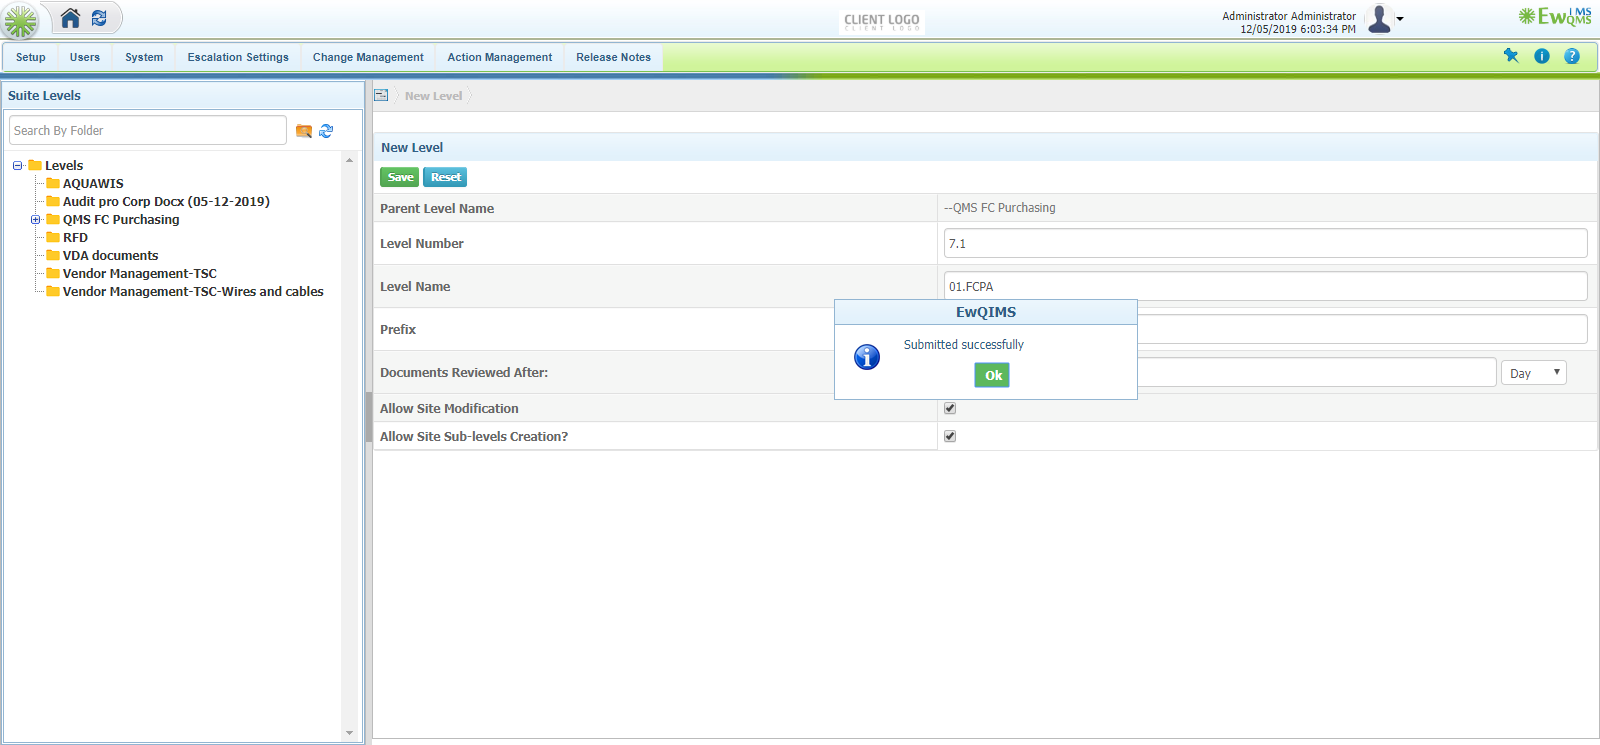 CLIENT LOGO
CLIENT LOGO
Administrator Administrator
12/05/2019 6:03:34 PM
EwQIMS
QMS
Setup Users System Escalation Settings Change Management Action Management Release Notes
Suite Levels
Search By Folder
Levels
AQUAWIS
Audit pro Corp Docx (05-12-2019)
QMS FC Purchasing
RFD
VDA documents
Vendor Management-TSC
Vendor Management-TSC-Wires and cables
New Level
New Level
Save Reset
Parent Level Name --QMS FC Purchasing
Level Number 7.1
Level Name 01.FCPA
Prefix
Documents Reviewed After: Day
Allow Site Modification
Allow Site Sub-levels Creation?
EwQIMS
Submitted successfully
Ok